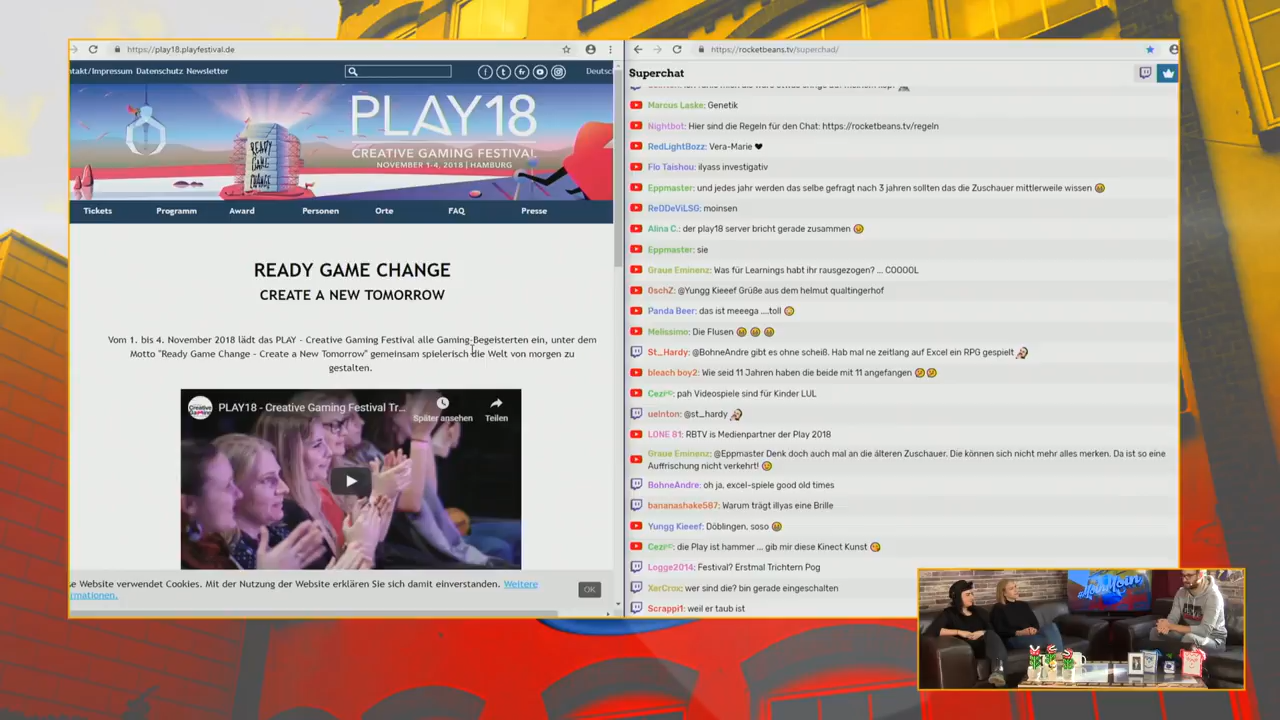 https://play18.playfestival.de
ntakt/Impressum Datenschutz Newsletter
Deutsc
PLAY18
CREATIVE GAMING FESTIVAL
NOVEMBER 1-4, 2018 | HAMBURG
READY
GAME
CHANGE
Tickets Programm Award Personen Orte FAQ Presse
READY GAME CHANGE
CREATE A NEW TOMORROW
Vom 1. bis 4. November 2018 lädt das PLAY - Creative Gaming Festival alle Gaming-Begeisterten ein, unter dem
Motto "Ready Game Change - Create a New Tomorrow" gemeinsam spielerisch die Welt von morgen zu
gestalten.
PLAY18 - Creative Gaming Festival Tr...
Später ansehen
Teilen
e Website verwendet Cookies. Mit der Nutzung der Website erklären Sie sich damit einverstanden. Weitere
rmationen.
OK
https://rocketbeans.tv/superchad/
Superchat
Marcus Laske: Genetik
Nightbot: Hier sind die Regeln für den Chat: https://rocketbeans.tv/regeln
RedLightBozz: Vera-Marie ❤
Flo Taishou: ilyass investigativ
Eppmaster: und jedes jahr werden das selbe gefragt nach 3 jahren sollten das die Zuschauer mittlerweile wissen
ReDDeViLSG: moinsen
Alina C.: der play18 server bricht gerade zusammen
Eppmaster: sie
Graue Eminenz: Was für Learnings habt ihr rausgezogen? ... COOOL
0schZ: @Yungg Kieeef Grüße aus dem helmut qualtingerhof
Panda Beer: das ist meeega ....toll
Melissimo: Die Flusen
St_Hardy: @BohneAndre gibt es ohne scheiß. Hab mal ne zeitlang auf Excel ein RPG gespielt
bleach boy2: Wie seid 11 Jahren haben die beide mit 11 angefangen
Cezi: pah Videospiele sind für Kinder LUL
uelnton: @st_hardy
LONE 81: RBTV is Medienpartner der Play 2018
Graue Eminenz: @Eppmaster Denk doch auch mal an die älteren Zuschauer. Die können sich nicht mehr alles merken. Da ist so eine
Auffrischung nicht verkehrt!
BohneAndre: oh ja, excel-spiele good old times
bananashake587: Warum trägt illyas eine Brille
Yungg Kieeef: Döblingen, soso
Cezi: die Play ist hammer ... gib mir diese Kinect Kunst
Logge2014: Festival? Erstmal Trichtern Pog
XerCrox: wer sind die? bin gerade eingeschalten
Scrappi1: weil er taub ist